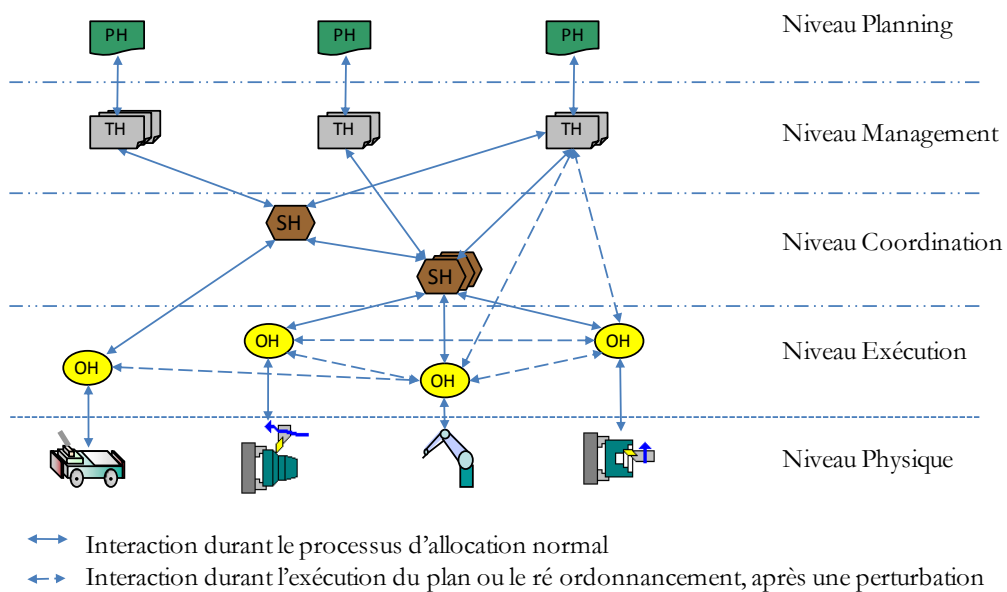 PH PH PH Niveau Planning
TH TH TH Niveau Management
SH
Niveau Coordination
SH
OH OH Niveau Exécution
OH
OH
Niveau Physique
Interaction durant le processus d'allocation normal
Interaction durant l'exécution du plan ou le ré ordonnancement, après une perturbation